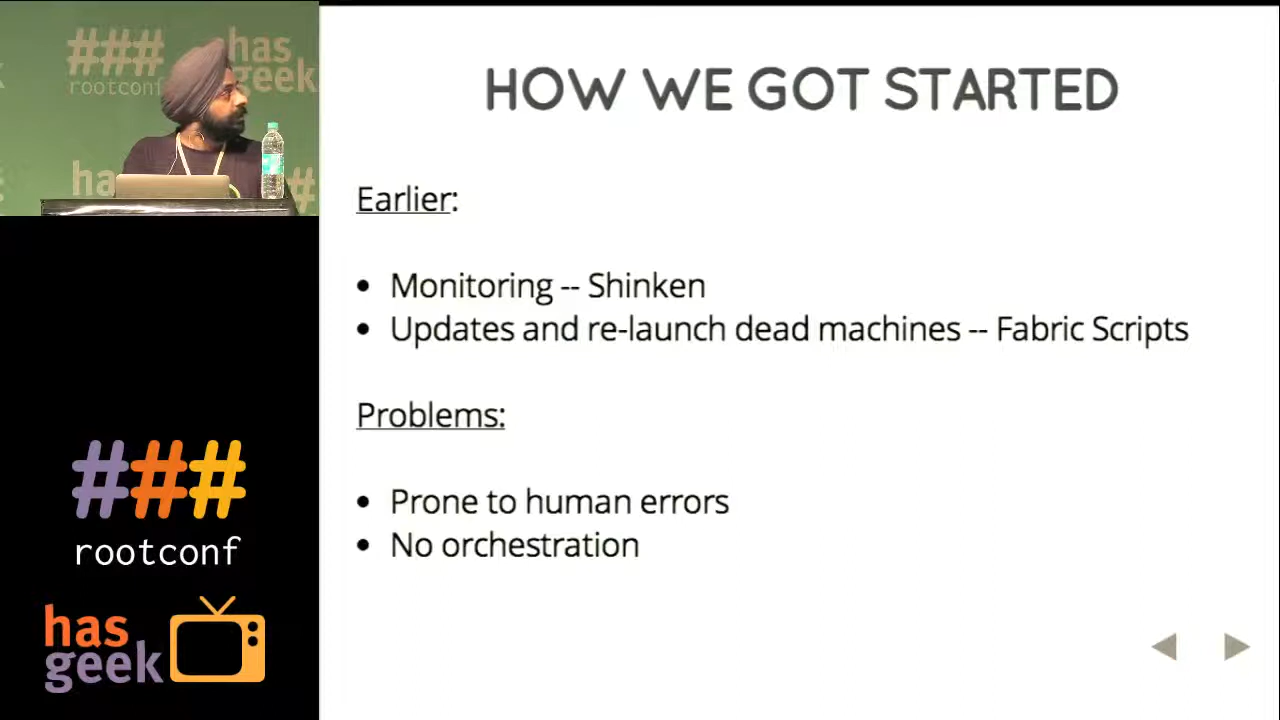 ###
rootconf
has
geek
ha
#
HOW WE GOT STARTED
Earlier:
• Monitoring -- Shinken
• Updates and re-launch dead machines -- Fabric Scripts
Problems:
• Prone to human errors
• No orchestration
###
rootconf
has
geek